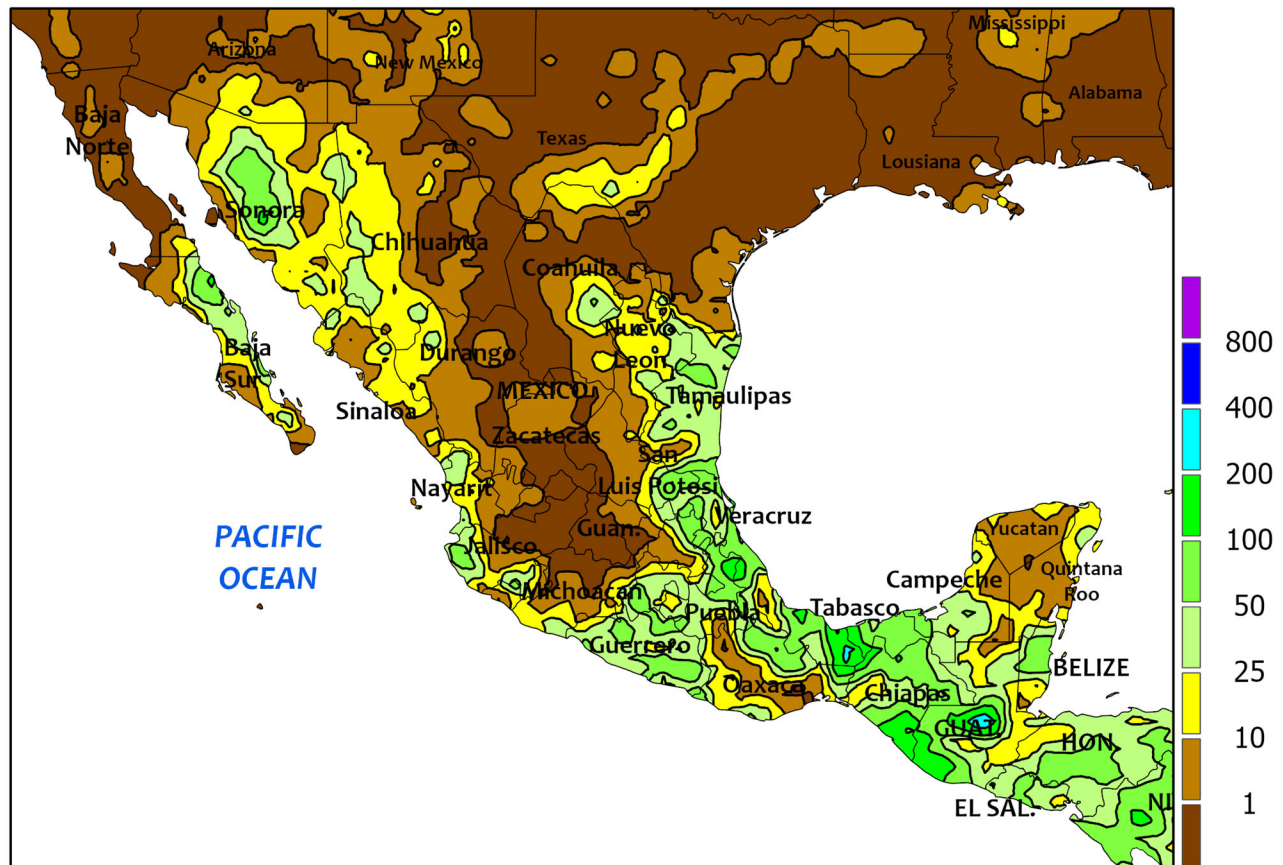 Mississippi
Arizona
New Mexico
Alabama
Baja
Norte
Texas
Lousiana
Sonora
Chihuahua
Coahuila
Nuevo
Leon
Baja
Sur
Durango
MEXICO
Tamaulipas
Sinaloa
Zacatecas
San
Luis Potosi
Nayarit
Veracruz
Guan.
Jalisco
Yucatan
PACIFIC
OCEAN
Quintana
Roo
Campeche
Michoacan
Puebla
Tabasco
Guerrero
BELIZE
Oaxaca
Chiapas
GUAT.
HON.
EL SAL.
NI
800
400
200
100
50
25
10
1